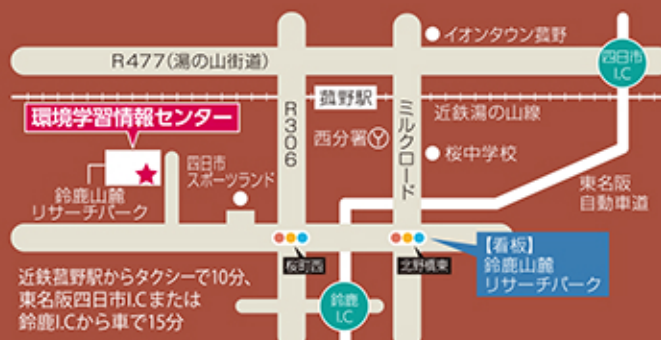 イオンタウン菰野
四日市
I.C
R477(湯の山街道)
菰野駅
近鉄湯の山線
環境学習情報センター
R306
ミルクロード
西分署
桜中学校
四日市
スポーツランド
鈴鹿山麓
リサーチパーク
東名阪
自動車道
桜町西
北野橋東
【看板】
鈴鹿山麓
リサーチパーク
鈴鹿
I.C
近鉄菰野駅からタクシーで10分、
東名阪四日市I.Cまたは
鈴鹿I.Cから車で15分